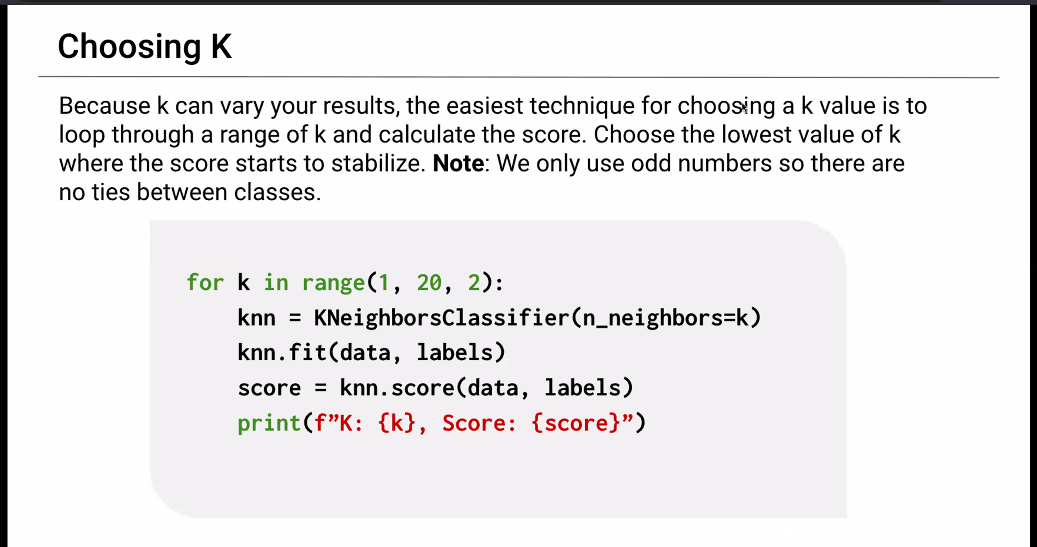 Choosing K
Because k can vary your results, the easiest technique for choosing a k value is to
loop through a range of k and calculate the score. Choose the lowest value of k
where the score starts to stabilize. Note: We only use odd numbers so there are
no ties between classes.
for k in range(1, 20, 2):
    knn = KNeighborsClassifier(n_neighbors=k)
    knn.fit(data, labels)
    score = knn.score(data, labels)
    print(f”K: {k}, Score: {score}”)